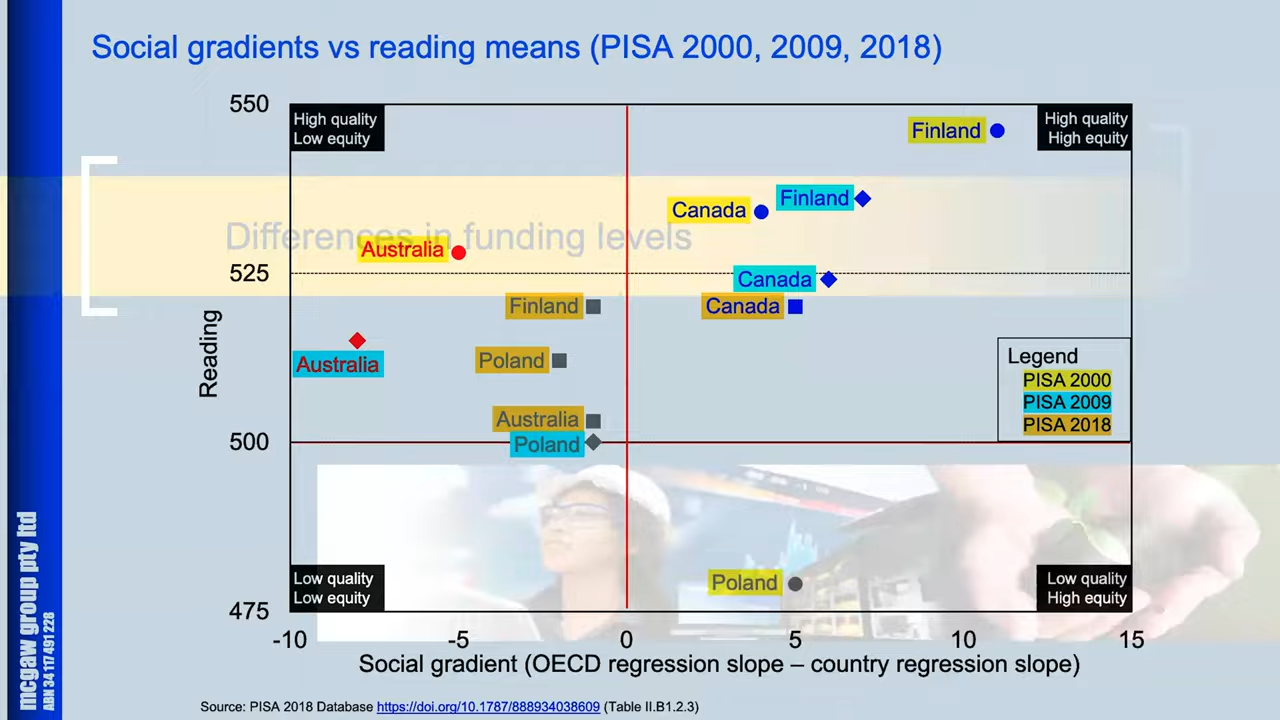 Social gradients vs reading means (PISA 2000, 2009, 2018)
550
High quality
Low equity
High quality
High equity
Finland
Finland
Canada
Differences in funding levels
Australia
525
Canada
Finland
Canada
Reading
Australia
Poland
Legend
PISA 2000
PISA 2009
PISA 2018
Australia
500
Poland
Low quality
Low equity
Poland
Low quality
High equity
475
-10
-5
0
5
10
15
Social gradient (OECD regression slope – country regression slope)
Source: PISA 2018 Database https://doi.org/10.1787/888934038609 (Table II.B1.2.3)
mcgaw group pty ltd
ABN 34 117 491 228